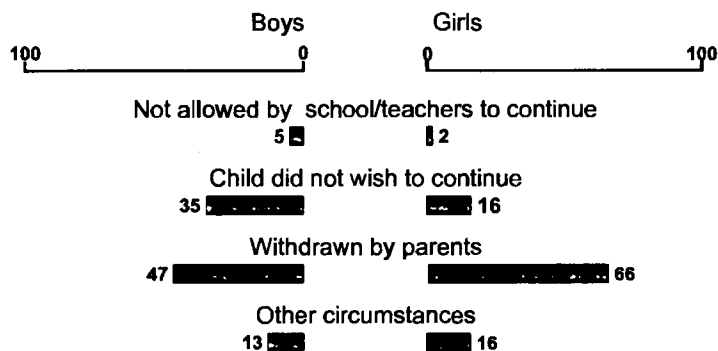 Boys Girls
100 0 0 100
Not allowed by school/teachers to continue
5 2
Child did not wish to continue
35 16
Withdrawn by parents
47 66
Other circumstances
13 16